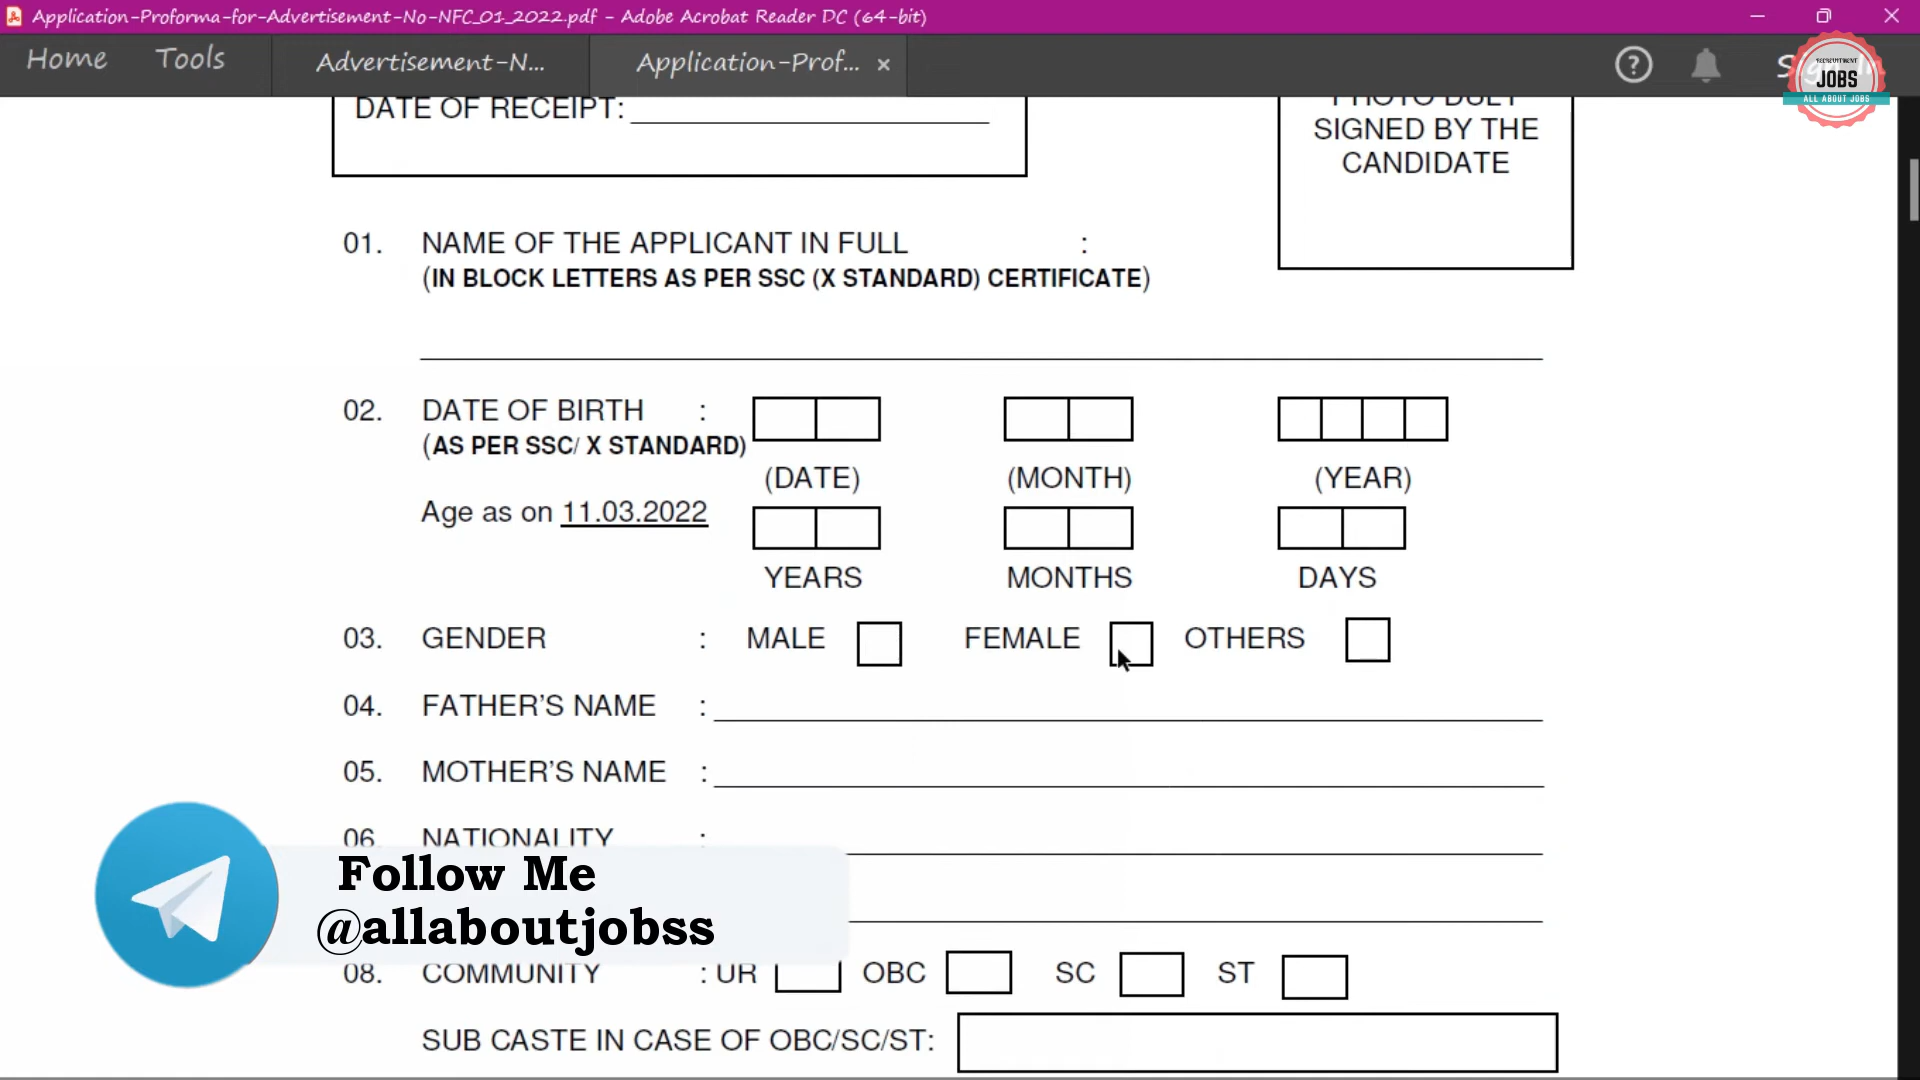 Application-Proforma-for-Advertisement-No-NFC_01_2022.pdf - Adobe Acrobat Reader DC (64-bit)
Home
Tools
Advertisement-N...
Application-Prof... ×
RECRUITMENT
JOBS
ALL ABOUT JOBS
DATE OF RECEIPT:
PHOTO DULY
SIGNED BY THE
CANDIDATE
01. NAME OF THE APPLICANT IN FULL :
(IN BLOCK LETTERS AS PER SSC (X STANDARD) CERTIFICATE)
02. DATE OF BIRTH :
(AS PER SSC/ X STANDARD)
(DATE) (MONTH) (YEAR)
Age as on 11.03.2022
YEARS MONTHS DAYS
03. GENDER : MALE FEMALE OTHERS
04. FATHER'S NAME :
05. MOTHER'S NAME :
06. NATIONALITY :
Follow Me
@allaboutjobss
08. COMMUNITY : UR OBC SC ST
SUB CASTE IN CASE OF OBC/SC/ST: